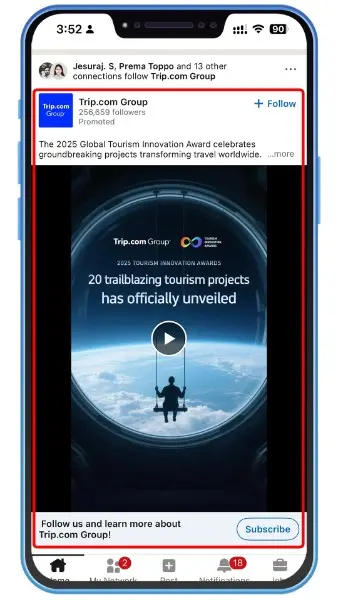 3:52
90
Jesuraj. S, Prema Toppo and 13 other
connections follow Trip.com Group
Trip.com
Group
Trip.com Group
256,659 followers
Promoted
+ Follow
The 2025 Global Tourism Innovation Award celebrates
groundbreaking projects transforming travel worldwide. ...more
Trip.com Group
TOURISM
INNOVATION
AWARDS
2025 TOURISM INNOVATION AWARDS
20 trailblazing tourism projects
has officially unveiled
Follow us and learn more about
Trip.com Group!
Subscribe
2
18
Home
My Network
Post
Notifications
Jobs